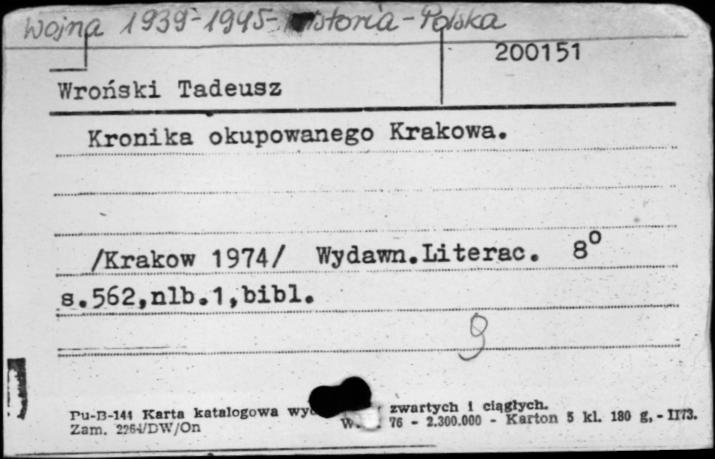 Wojna 1939-1945-historia-Polska
200151
Wroński Tadeusz
Kronika okupowanego Krakowa.
/Krakow 1974/ Wydawn.Literac. 8⁰
s.562,nlb.1,bibl.
9
Pu-B-144 Karta katalogowa zwartych i ciągłych.
Zam. 2264/DW/On 76 - 2.300.000 - Karton 5 kl. 180 g, - II73.